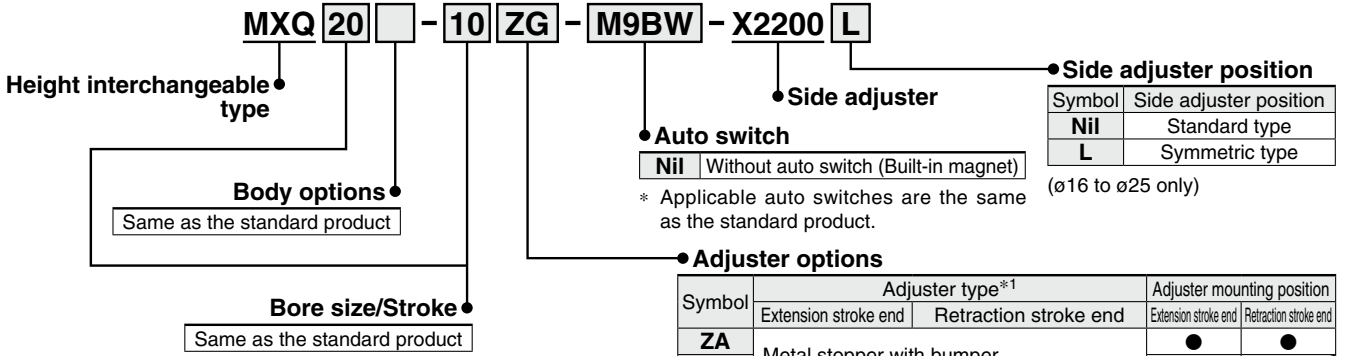 MXQ 20 - 10 ZG - M9BW - X2200 L
Height interchangeable
type
Side adjuster position
Symbol Side adjuster position
Nil Standard type
L Symmetric type
(ø16 to ø25 only)
Side adjuster
Auto switch
Nil Without auto switch (Built-in magnet)
* Applicable auto switches are the same
as the standard product.
Body options
Same as the standard product
Bore size/Stroke
Same as the standard product
Adjuster options
Symbol Adjuster type*1 Adjuster mounting position
Extension stroke end Retraction stroke end Extension stroke end Retraction stroke end
ZA Metal stopper with bumper ● ●